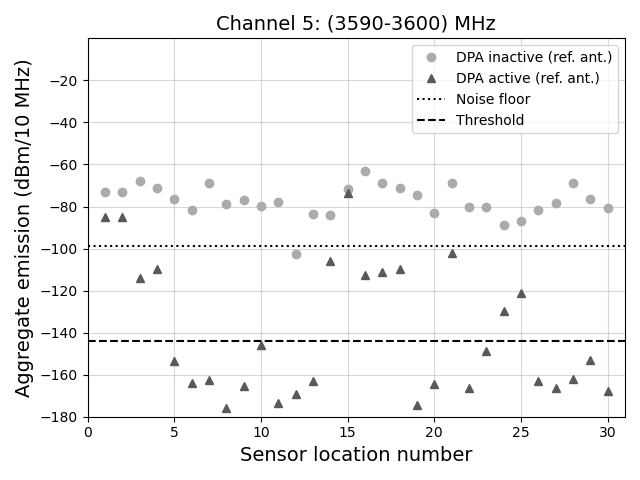 Channel 5: (3590-3600) MHz
DPA inactive (ref. ant.)
DPA active (ref. ant.)
Noise floor
Threshold
Aggregate emission (dBm/10 MHz)
−20
−40
−60
−80
−100
−120
−140
−160
−180
0 5 10 15 20 25 30
Sensor location number